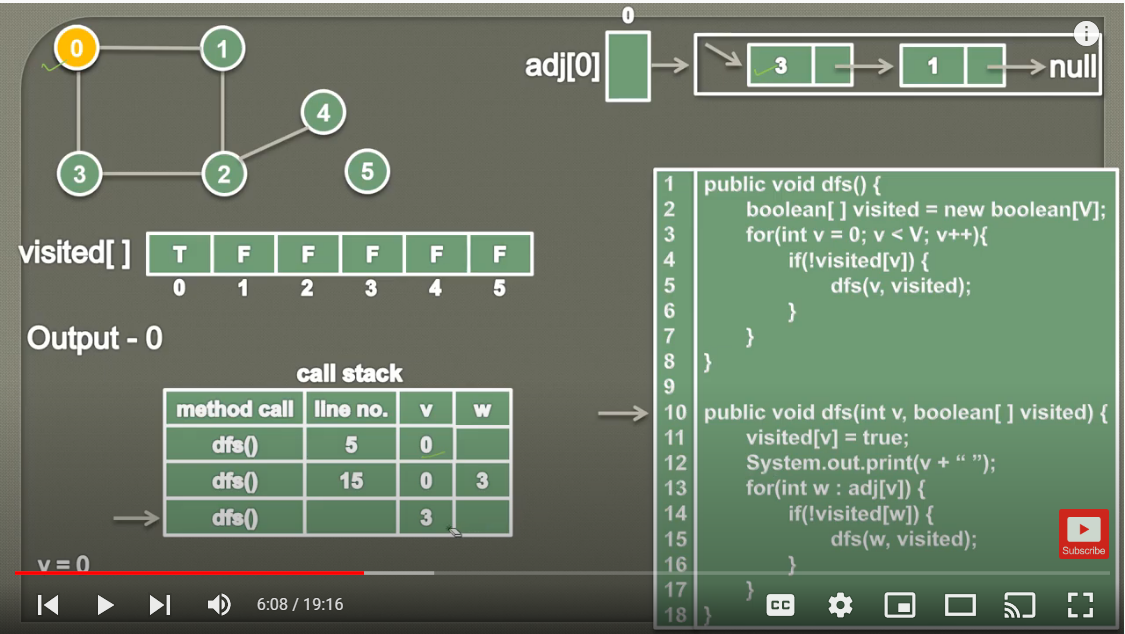 0
0 1
adj[0] 3 1 null
4
3 2 5
visited[ ] T F F F F F
0 1 2 3 4 5
Output - 0
call stack
method call line no. v w
dfs() 5 0
dfs() 15 0 3
dfs() 3
v = 0
1 public void dfs() {
2 boolean[ ] visited = new boolean[V];
3 for(int v = 0; v < V; v++){
4 if(!visited[v]) {
5 dfs(v, visited);
6 }
7 }
8 }
9
10 public void dfs(int v, boolean[ ] visited) {
11 visited[v] = true;
12 System.out.print(v + “ ”);
13 for(int w : adj[v]) {
14 if(!visited[w]) {
15 dfs(w, visited);
16 }
17 }
18 }
Subscribe
6:08 / 19:16
CC